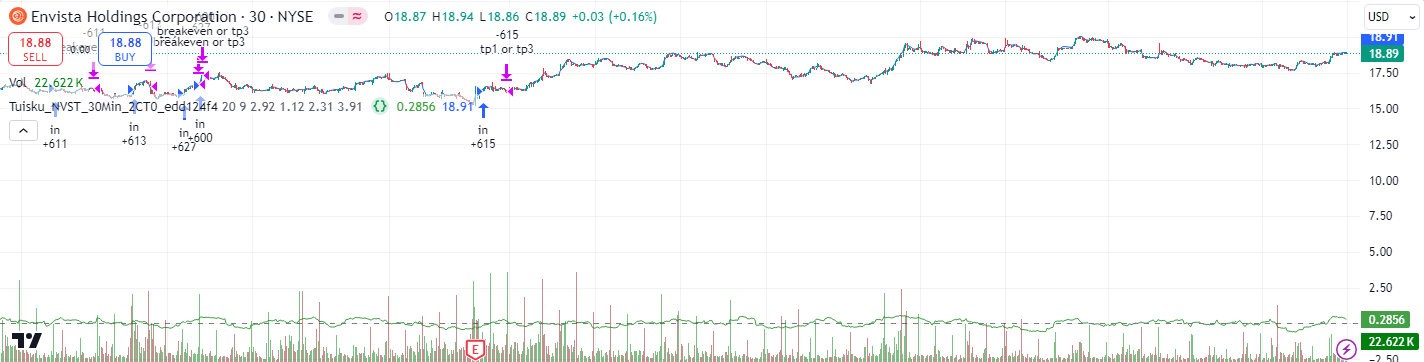 Envista Holdings Corporation · 30 · NYSE
O18.87 H18.94 L18.86 C18.89 +0.03 (+0.16%)
USD
18.88
SELL
0.00
18.88
BUY
breakeven or tp3
breakeven or tp3
-615
tp1 or tp3
18.91
18.89
Vol 22.622 K
17.50
Tuisku_NVST_30Min_2CT0_edd124f4 20 9 2.92 1.12 2.31 3.91 0.2856 18.91
15.00
in
+611
in
+613
in
+627
in
+600
in
+615
12.50
10.00
7.50
5.00
2.50
0.2856
22.622 K
-2.50
E